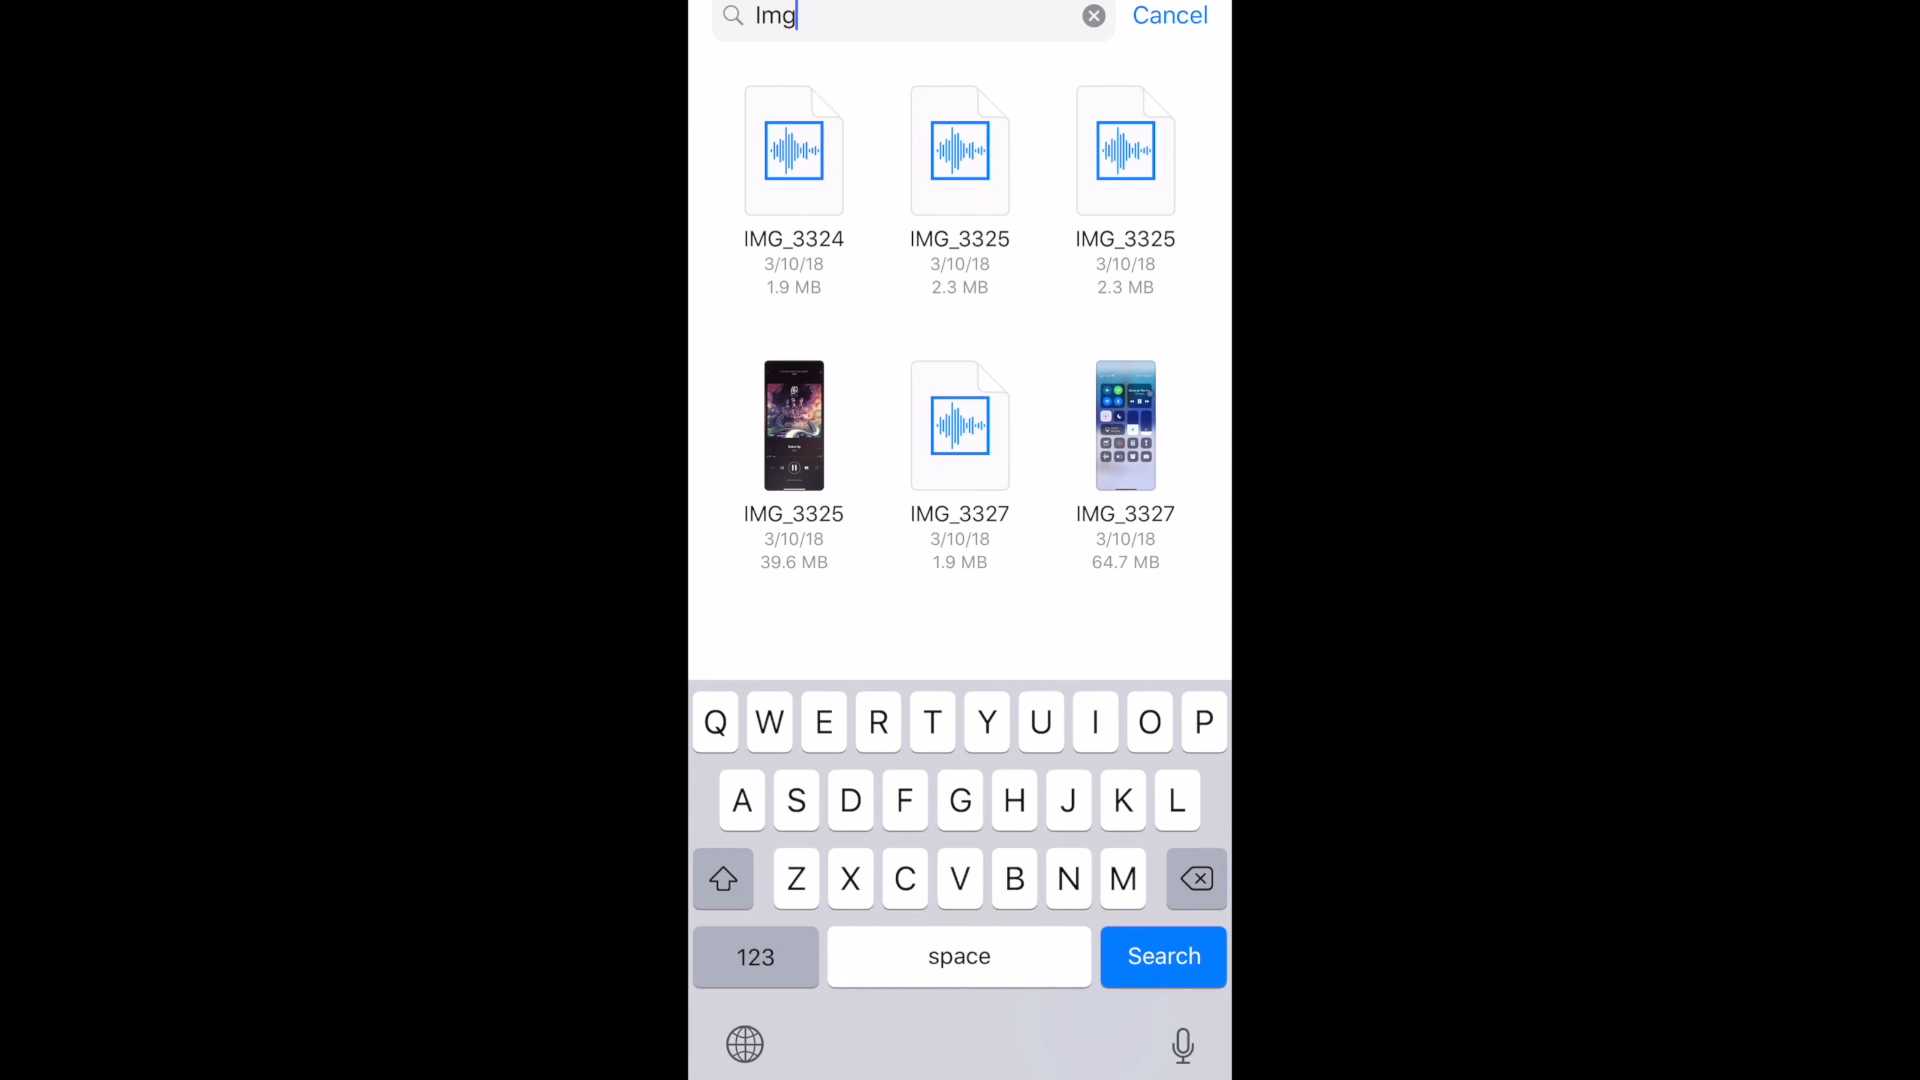 Img
Cancel
IMG_3324
3/10/18
1.9 MB
IMG_3325
3/10/18
2.3 MB
IMG_3325
3/10/18
2.3 MB
IMG_3325
3/10/18
39.6 MB
IMG_3327
3/10/18
1.9 MB
IMG_3327
3/10/18
64.7 MB
Q W E R T Y U I O P
A S D F G H J K L
Z X C V B N M
123 space Search